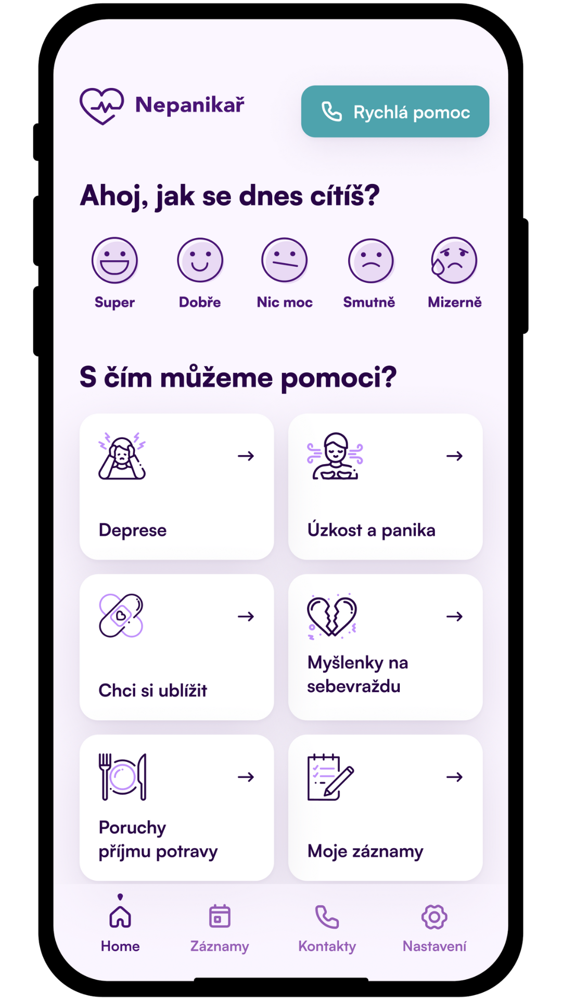 Nepanikař
Rychlá pomoc
Ahoj, jak se dnes cítíš?
Super
Dobře
Nic moc
Smutně
Mizerně
S čím můžeme pomoci?
Deprese
Úzkost a panika
Chci si ublížit
Myšlenky na
sebevraždu
Poruchy
příjmu potravy
Moje záznamy
Home
Záznamy
Kontakty
Nastavení